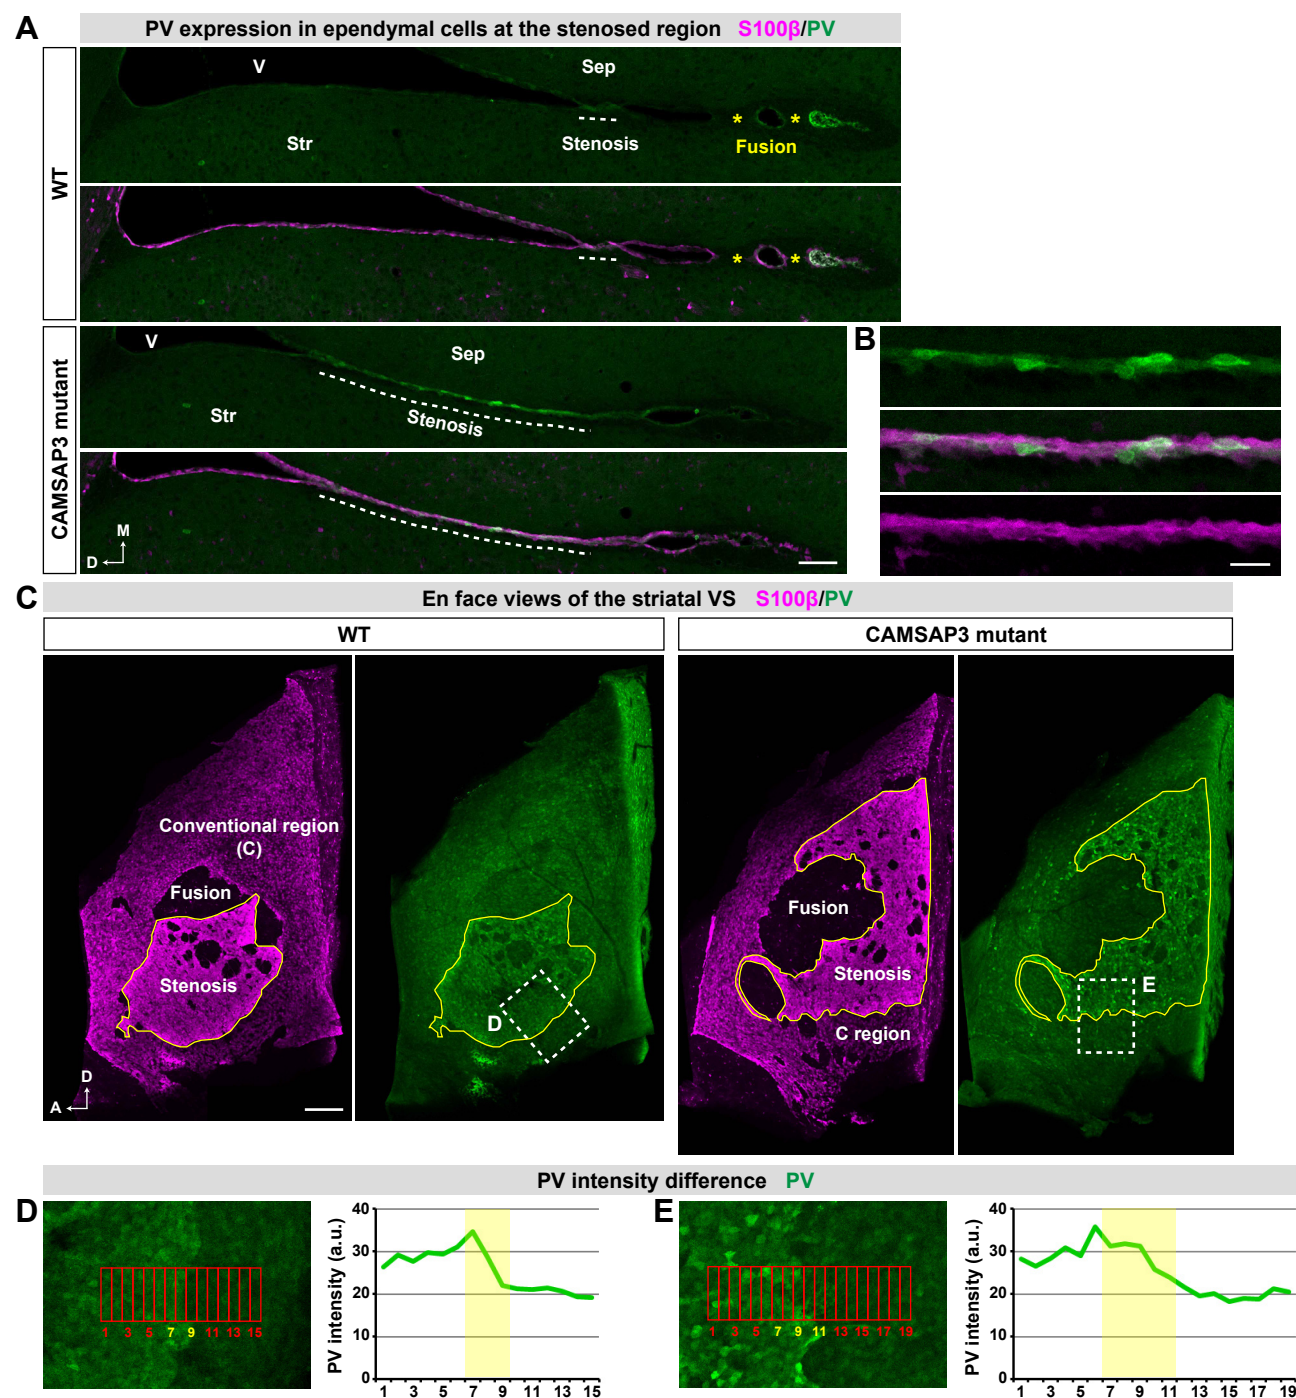 A
PV expression in ependymal cells at the stenosed region S100β/PV
WT
V
Sep
Str
Stenosis
* *
Fusion
* *
CAMSAP3 mutant
V
Sep
Str
Stenosis
M
D
B
C
En face views of the striatal VS S100β/PV
WT
CAMSAP3 mutant
Conventional region
(C)
Fusion
Stenosis
D
A
D
Fusion
Stenosis
C region
E
PV intensity difference PV
D
1 3 5 7 9 11 13 15
PV intensity (a.u.)
40
30
20
10
0
1 3 5 7 9 11 13 15
E
1 3 5 7 9 11 13 15 17 19
PV intensity (a.u.)
40
30
20
10
0
1 3 5 7 9 11 13 15 17 19